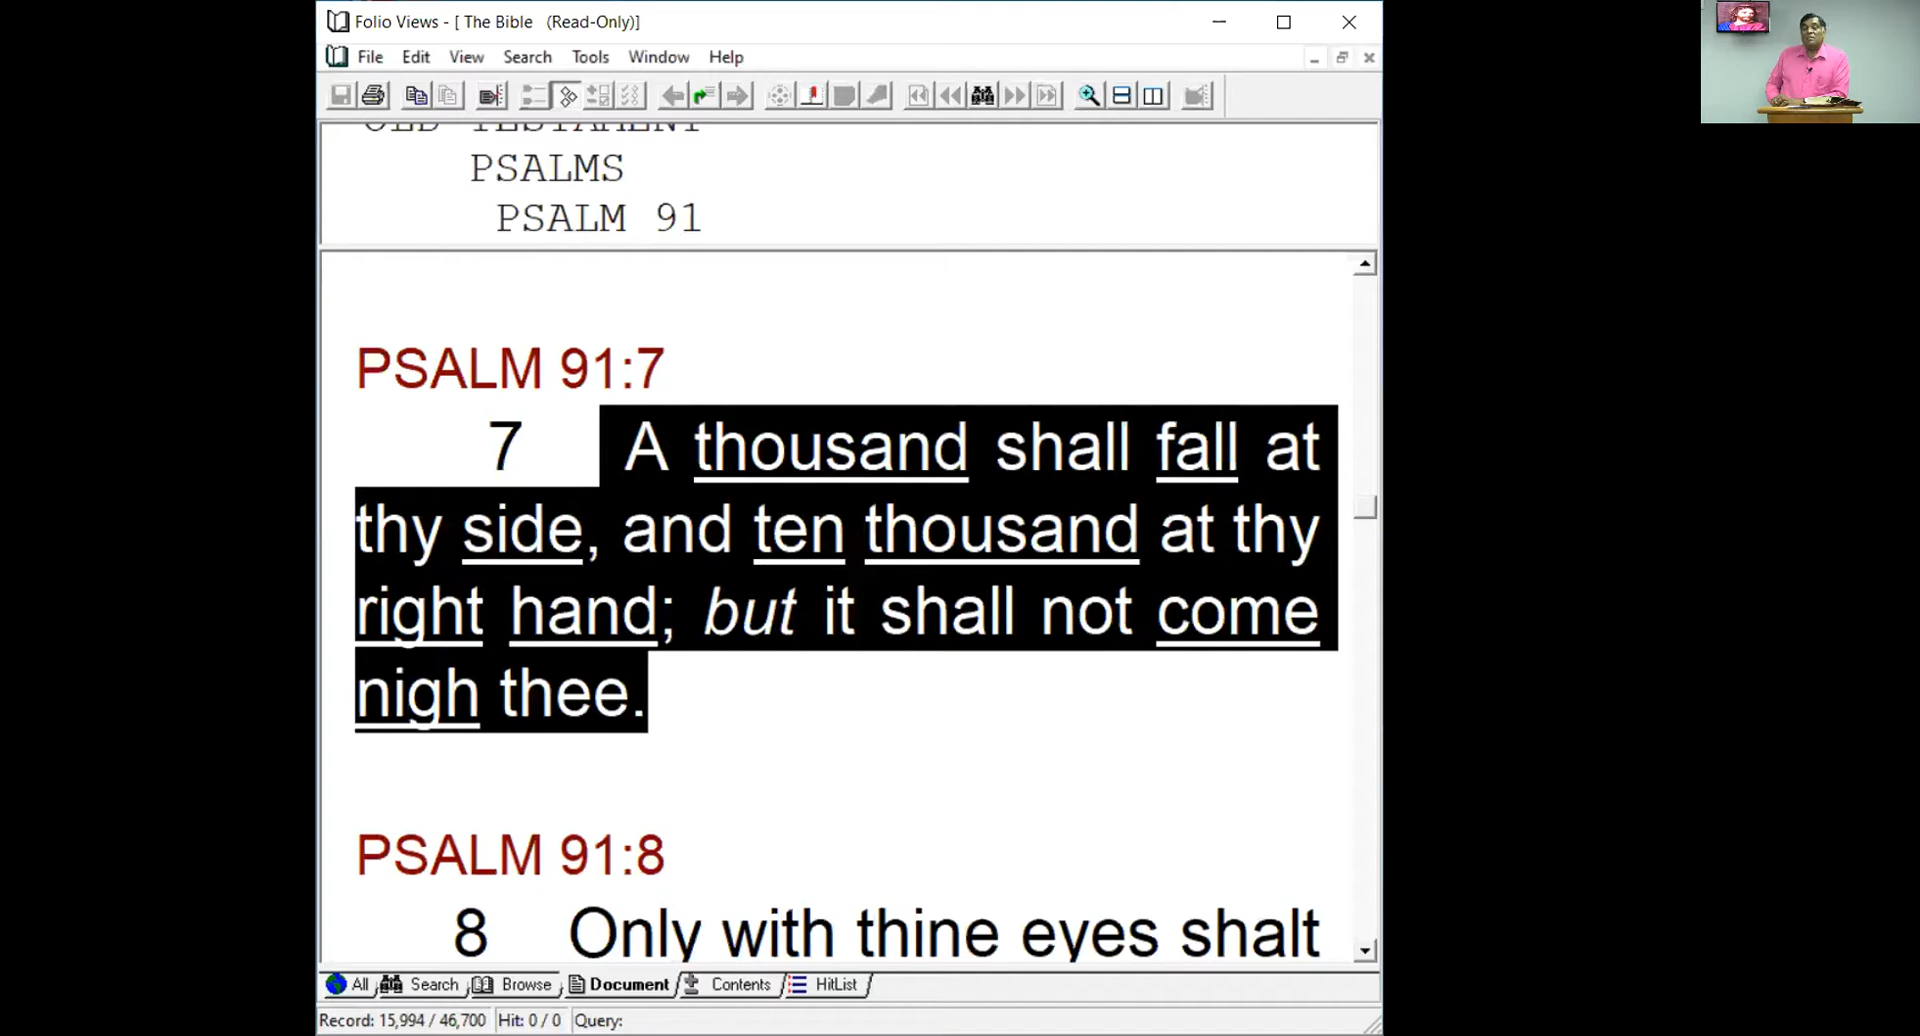 Folio Views - [ The Bible (Read-Only)]
File Edit View Search Tools Window Help
OLD TESTAMENT
PSALMS
PSALM 91
PSALM 91:7
7 A thousand shall fall at
thy side, and ten thousand at thy
right hand; but it shall not come
nigh thee.
PSALM 91:8
8 Only with thine eyes shalt
All Search Browse Document Contents HitList
Record: 15,994 / 46,700 Hit: 0 / 0 Query: